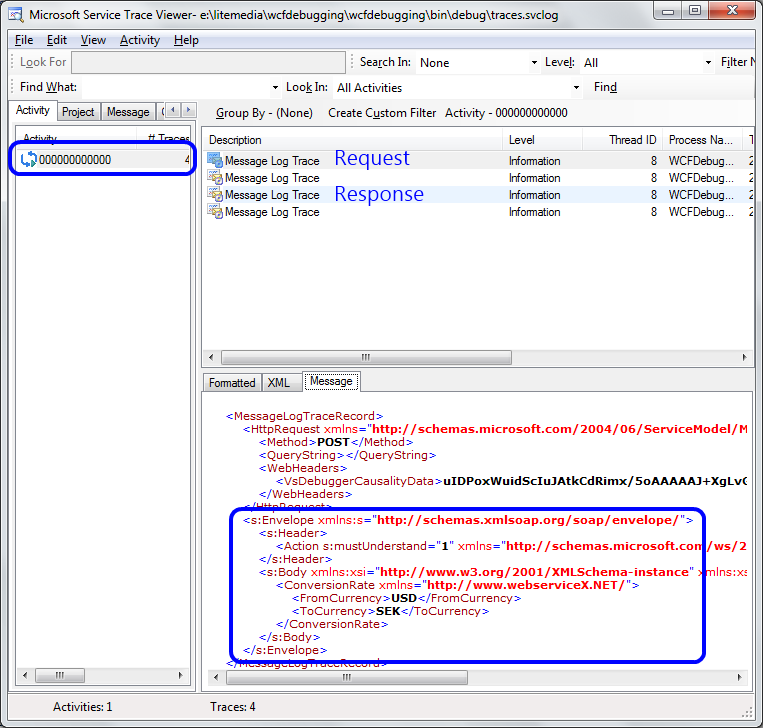 Microsoft Service Trace Viewer- e:\litemedia\wcfdebugging\wcfdebugging\bin\debug\traces.svclog
File Edit View Activity Help
Look For Search In: None Level: All Filter N
Find What: Look In: All Activities Find
Activity Project Message Group By - (None) Create Custom Filter Activity - 000000000000
Activity # Traces
000000000000 4
Description Level Thread ID Process Na...
Message Log Trace Request Information 8 WCFDebug... 2
Message Log Trace Information 8 WCFDebug... 2
Message Log Trace Response Information 8 WCFDebug... 2
Message Log Trace Information 8 WCFDebug... 2
Formatted XML Message
<MessageLogTraceRecord>
<HttpRequest xmlns="http://schemas.microsoft.com/2004/06/ServiceModel/M
<Method>POST</Method>
<QueryString></QueryString>
<WebHeaders>
<VsDebuggerCausalityData>uIDPoxWuidScIuJAtkCdRimx/5oAAAAAJ+XgLvG
</WebHeaders>
</HttpRequest>
<s:Envelope xmlns:s="http://schemas.xmlsoap.org/soap/envelope/">
<s:Header>
<Action s:mustUnderstand="1" xmlns="http://schemas.microsoft.com/ws/2
</s:Header>
<s:Body xmlns:xsi="http://www.w3.org/2001/XMLSchema-instance" xmlns:xs
<ConversionRate xmlns="http://www.webserviceX.NET/">
<FromCurrency>USD</FromCurrency>
<ToCurrency>SEK</ToCurrency>
</ConversionRate>
</s:Body>
</s:Envelope>
</MessageLogTraceRecord>
Activities: 1 Traces: 4